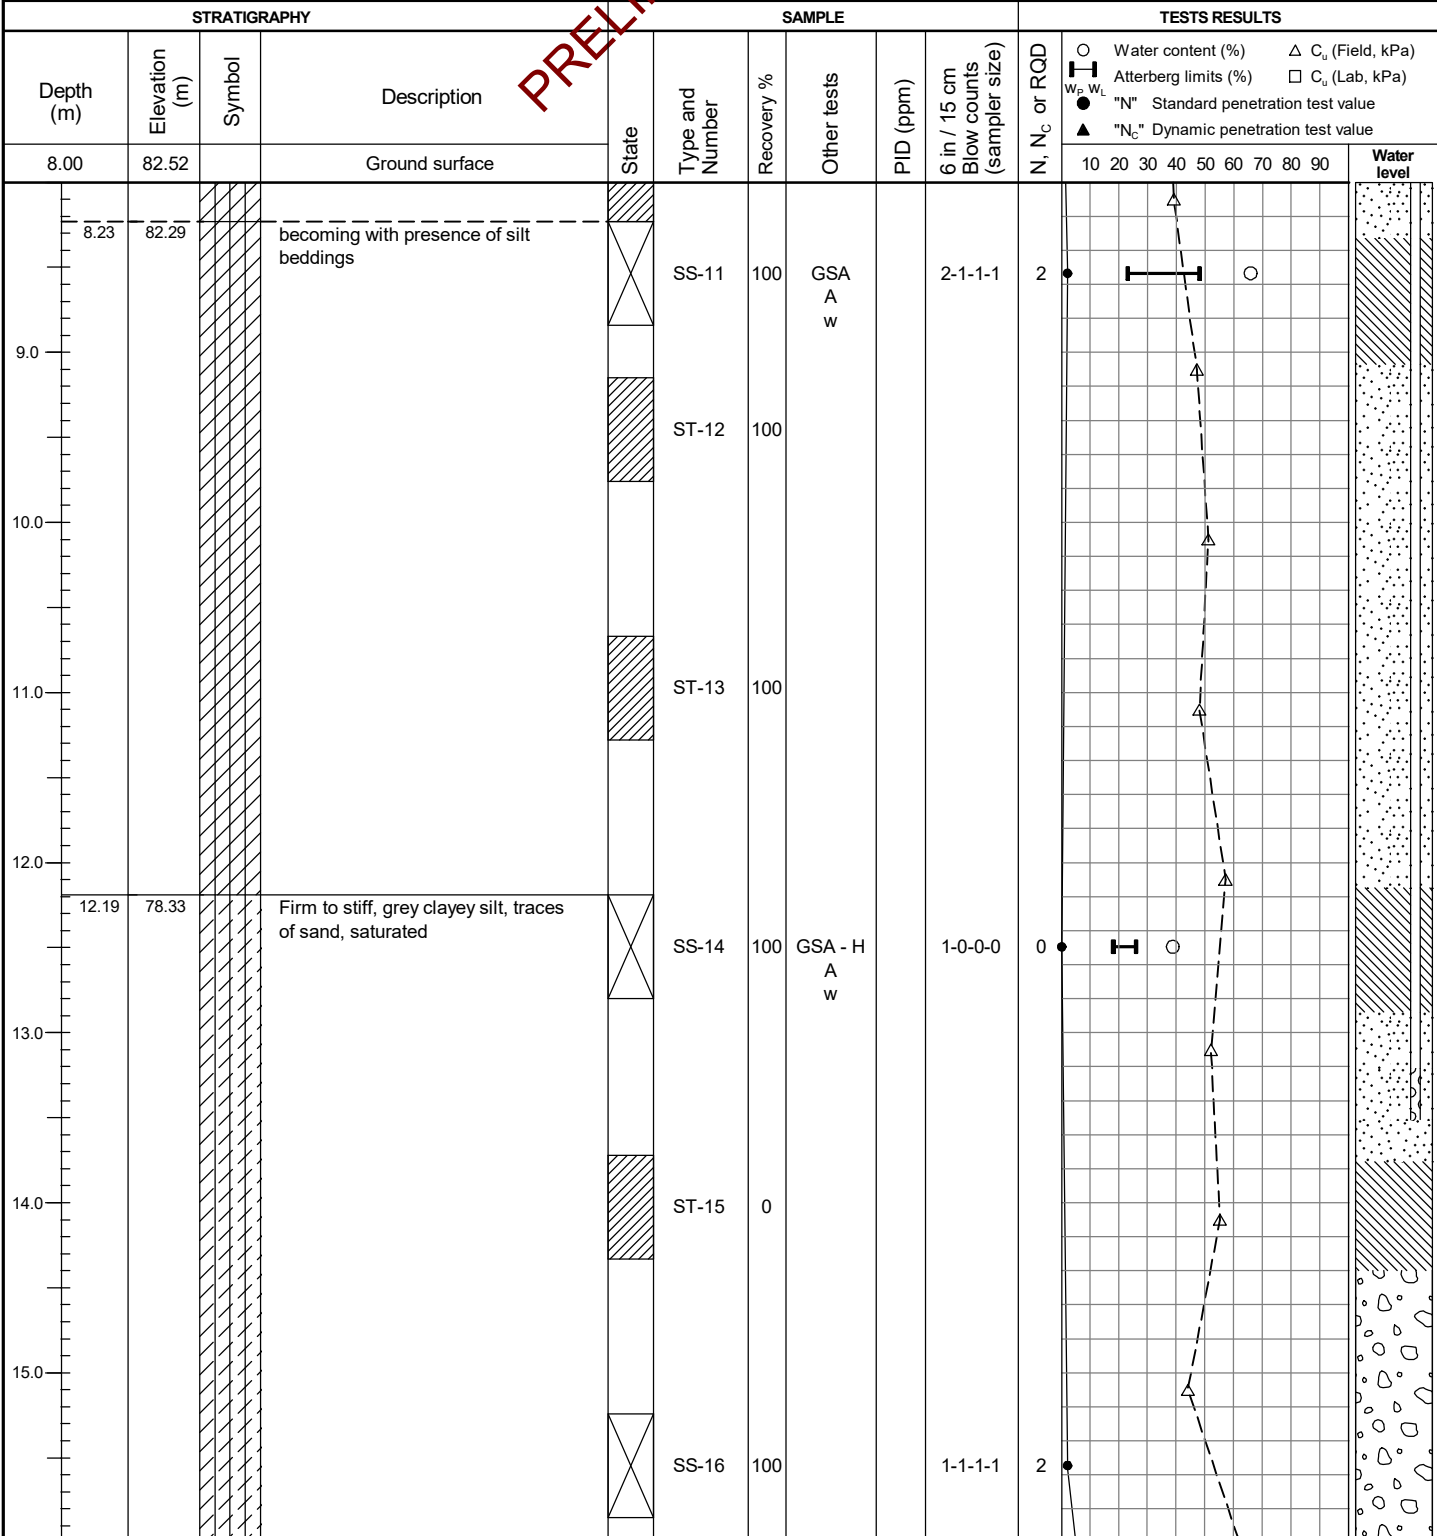 STRATIGRAPHY
SAMPLE
TESTS RESULTS
PRELI
Depth
(m)
Elevation
(m)
Symbol
Description
State
Type and
Number
Recovery %
Other tests
PID (ppm)
6 in / 15 cm
Blow counts
(sampler size)
N, NC or RQD
Water content (%)
Cu (Field, kPa)
Atterberg limits (%)
Cu (Lab, kPa)
WP WL
"N" Standard penetration test value
"NC" Dynamic penetration test value
8.00 82.52 Ground surface
10 20 30 40 50 60 70 80 90
Water
level
8.23 82.29 becoming with presence of silt
beddings
SS-11 100 GSA 2-1-1-1 2
A
w
9.0
ST-12 100
10.0
11.0
ST-13 100
12.0
12.19 78.33 Firm to stiff, grey clayey silt, traces
of sand, saturated
SS-14 100 GSA - H 1-0-0-0 0
A
w
13.0
14.0
ST-15 0
15.0
SS-16 100 1-1-1-1 2